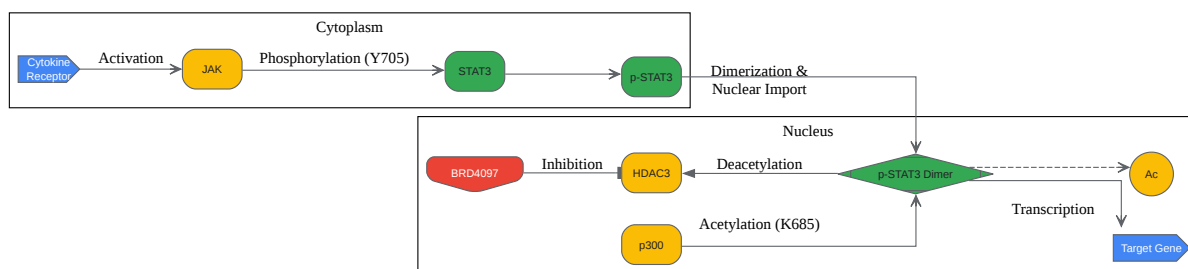 Cytoplasm
Cytokine
Receptor
Activation
JAK
Phosphorylation (Y705)
STAT3
p-STAT3
Dimerization &
Nuclear Import
Nucleus
BRD4097
Inhibition
HDAC3
Deacetylation
p-STAT3 Dimer
Ac
Transcription
Acetylation (K685)
p300
Target Gene